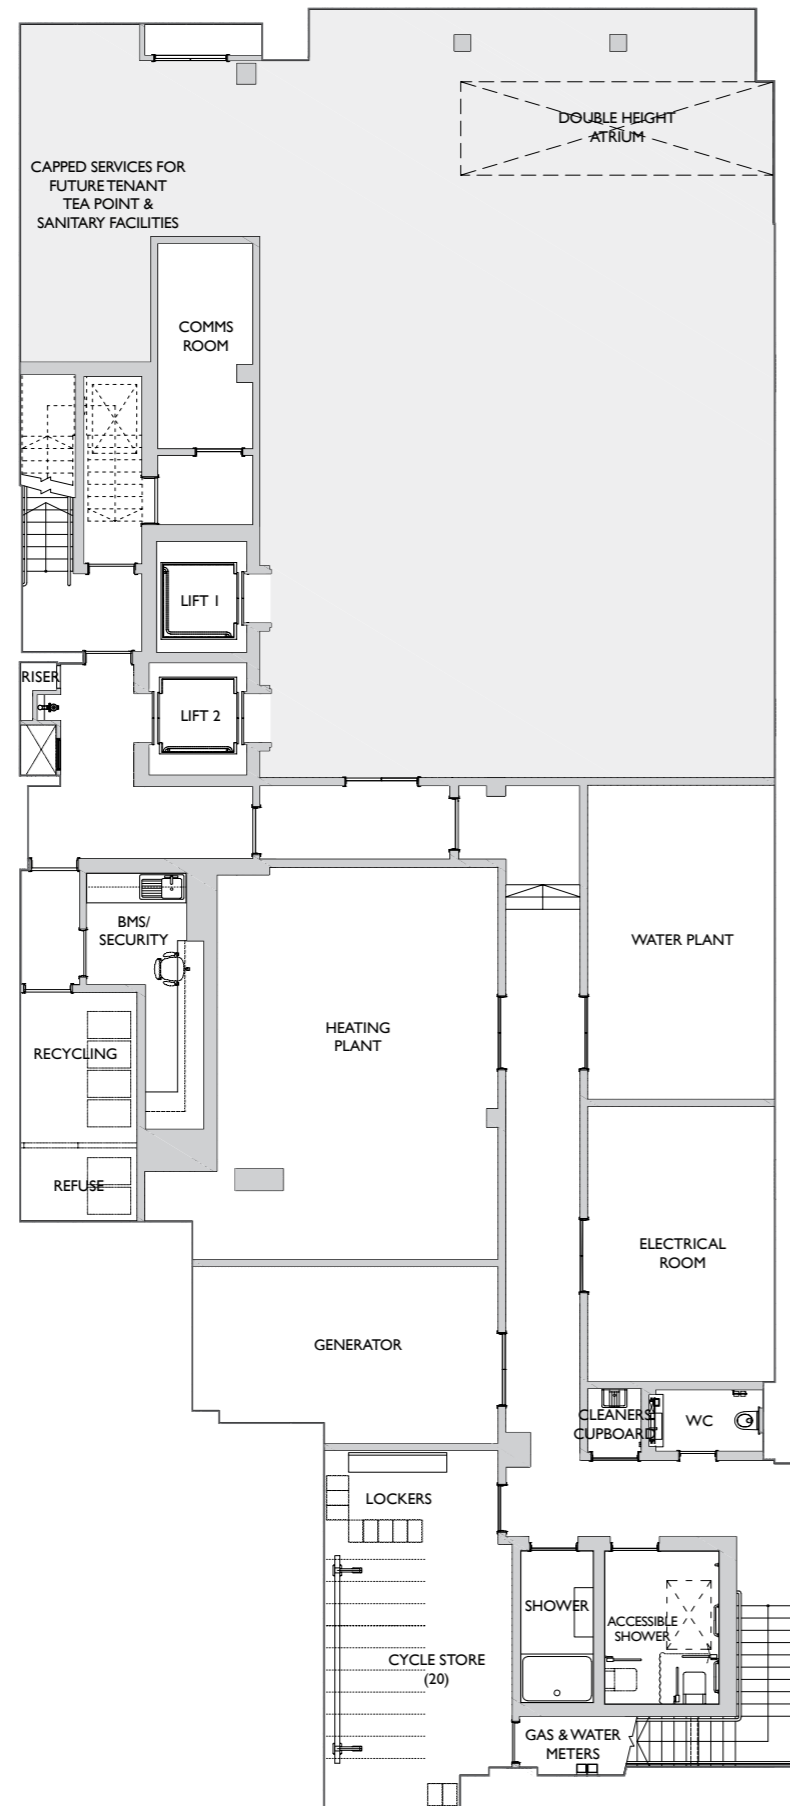 DOUBLE HEIGHT
ATRIUM
CAPPED SERVICES FOR
FUTURE TENANT
TEA POINT &
SANITARY FACILITIES
COMMS
ROOM
LIFT 1
RISER
LIFT 2
BMS/
SECURITY
WATER PLANT
HEATING
PLANT
RECYCLING
REFUSE
ELECTRICAL
ROOM
GENERATOR
CLEANERS
CUPBOARD
WC
LOCKERS
SHOWER
ACCESSIBLE
SHOWER
CYCLE STORE
(20)
GAS & WATER
METERS